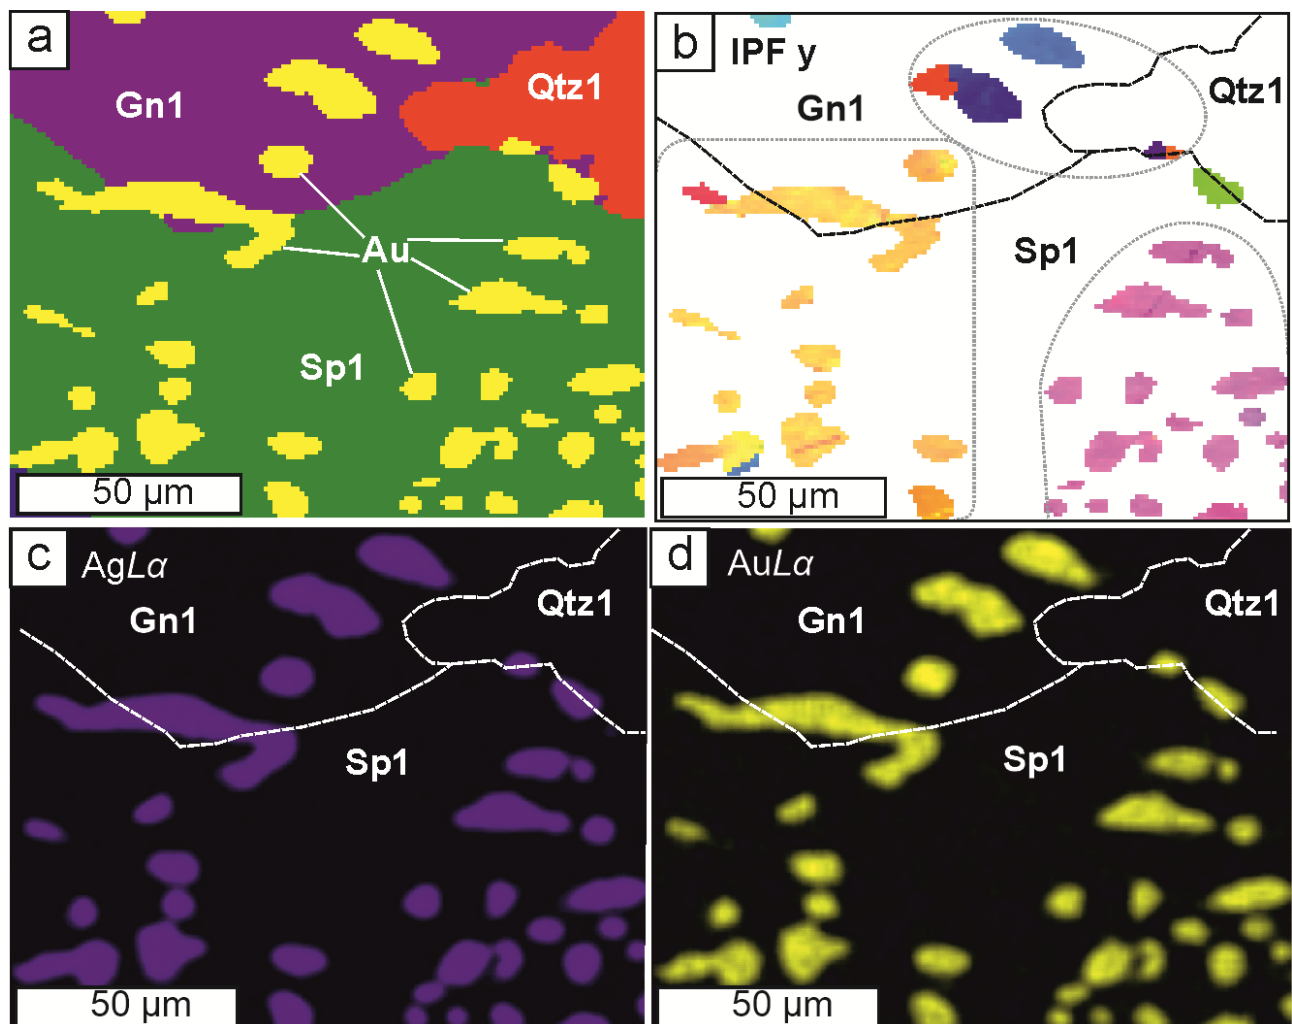 a
Gn1
Qtz1
Au
Sp1
50 µm
b
IPF y
Gn1
Qtz1
Sp1
50 µm
c
AgLα
Gn1
Qtz1
Sp1
50 µm
d
AuLα
Gn1
Qtz1
Sp1
50 µm